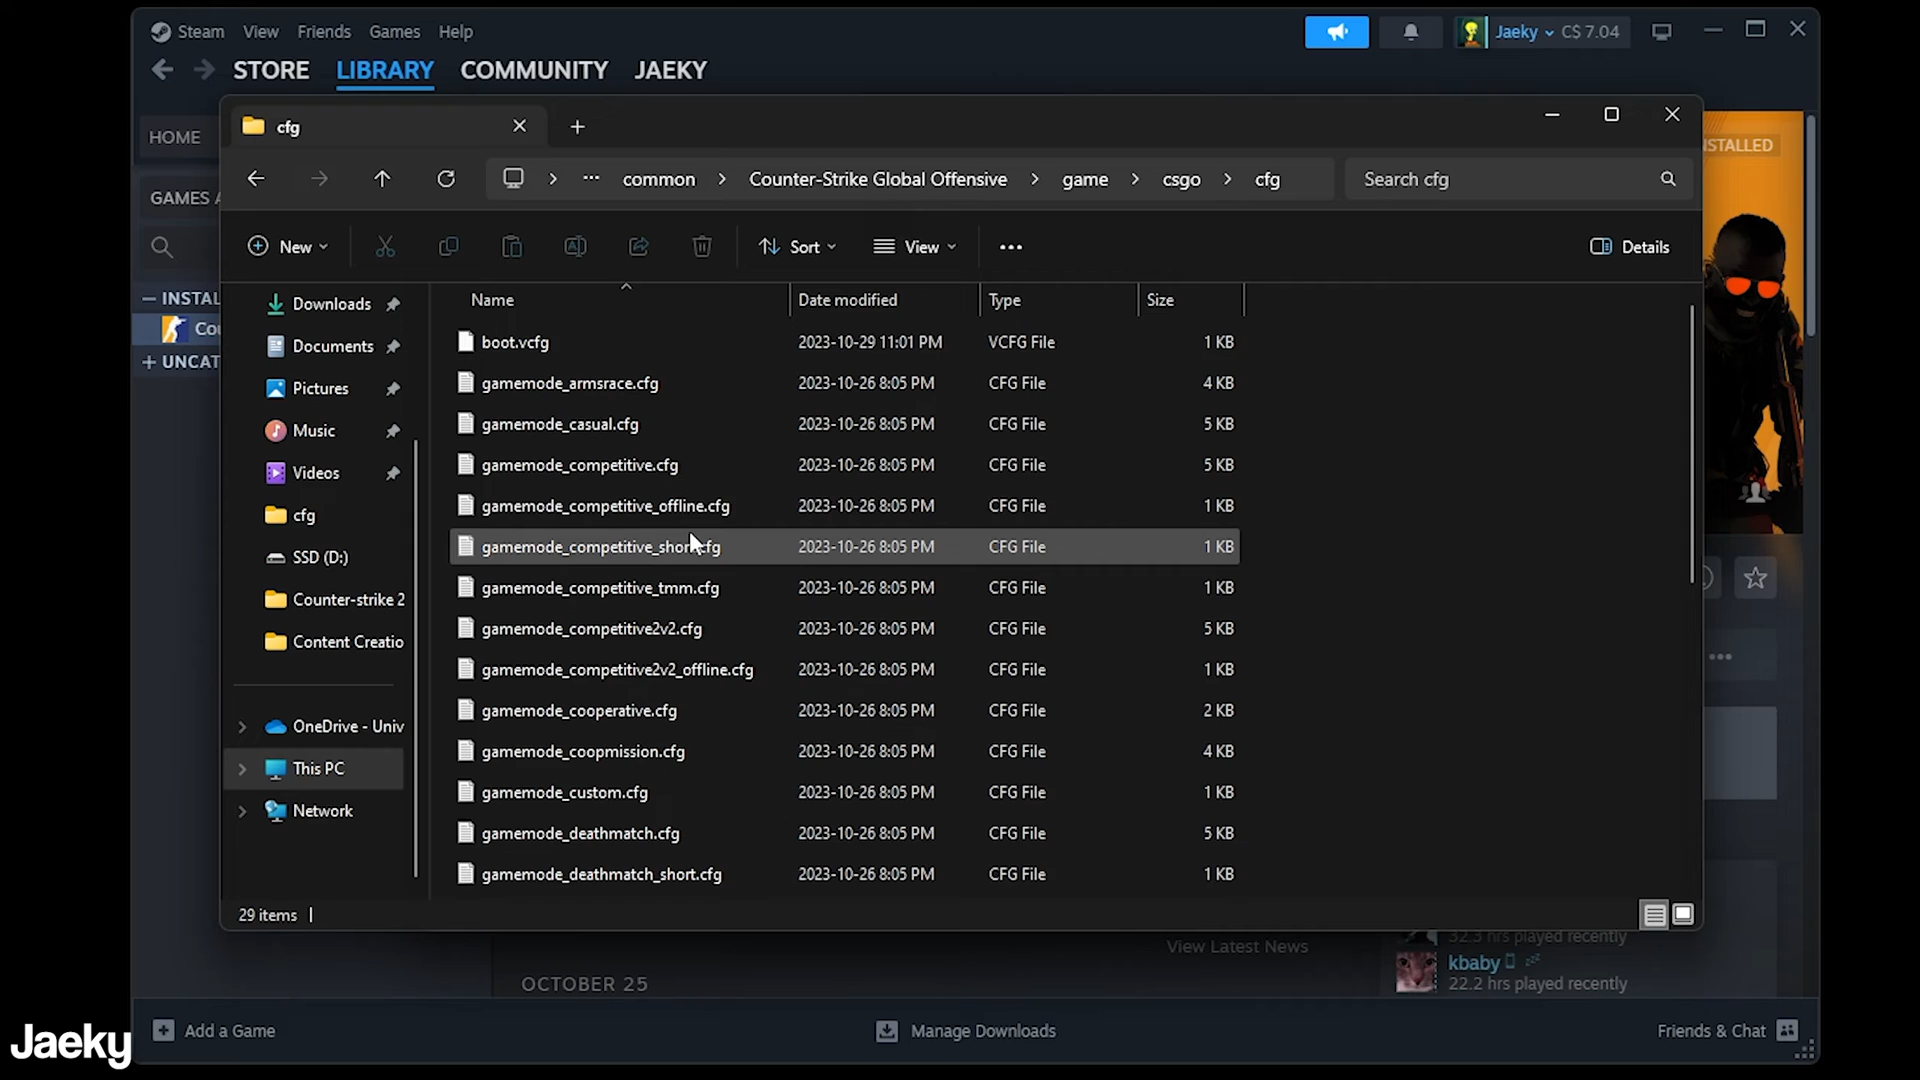 Steam View Friends Games Help
Jaeky C$ 7.04
STORE LIBRARY COMMUNITY JAEKY
cfg
HOME
STALLED
··· common > Counter-Strike Global Offensive > game > csgo > cfg
Search cfg
GAMES A
New
Sort
View
Details
INSTAL
Cou
UNCAT
Downloads
Documents
Pictures
Music
Videos
cfg
SSD (D:)
Counter-strike 2
Content Creatio
OneDrive - Univ
This PC
Network
Name Date modified Type Size
boot.vcfg 2023-10-29 11:01 PM VCFG File 1 KB
gamemode_armsrace.cfg 2023-10-26 8:05 PM CFG File 4 KB
gamemode_casual.cfg 2023-10-26 8:05 PM CFG File 5 KB
gamemode_competitive.cfg 2023-10-26 8:05 PM CFG File 5 KB
gamemode_competitive_offline.cfg 2023-10-26 8:05 PM CFG File 1 KB
gamemode_competitive_short.cfg 2023-10-26 8:05 PM CFG File 1 KB
gamemode_competitive_tmm.cfg 2023-10-26 8:05 PM CFG File 1 KB
gamemode_competitive2v2.cfg 2023-10-26 8:05 PM CFG File 5 KB
gamemode_competitive2v2_offline.cfg 2023-10-26 8:05 PM CFG File 1 KB
gamemode_cooperative.cfg 2023-10-26 8:05 PM CFG File 2 KB
gamemode_coopmission.cfg 2023-10-26 8:05 PM CFG File 4 KB
gamemode_custom.cfg 2023-10-26 8:05 PM CFG File 1 KB
gamemode_deathmatch.cfg 2023-10-26 8:05 PM CFG File 5 KB
gamemode_deathmatch_short.cfg 2023-10-26 8:05 PM CFG File 1 KB
29 items
View Latest News
32.3 hrs played recently
kbaby
22.2 hrs played recently
OCTOBER 25
Add a Game
Manage Downloads
Friends & Chat
Jaeky